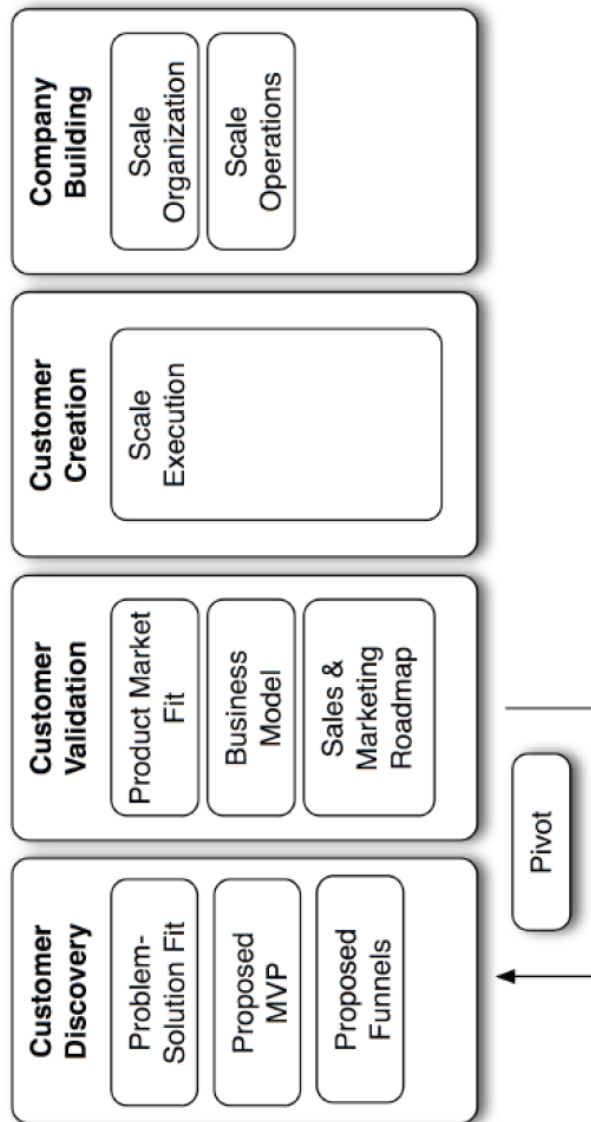 Customer
Discovery
Problem-
Solution Fit
Proposed
MVP
Proposed
Funnels
Customer
Validation
Product Market
Fit
Business
Model
Sales &
Marketing
Roadmap
Customer
Creation
Scale
Execution
Company
Building
Scale
Organization
Scale
Operations
Pivot